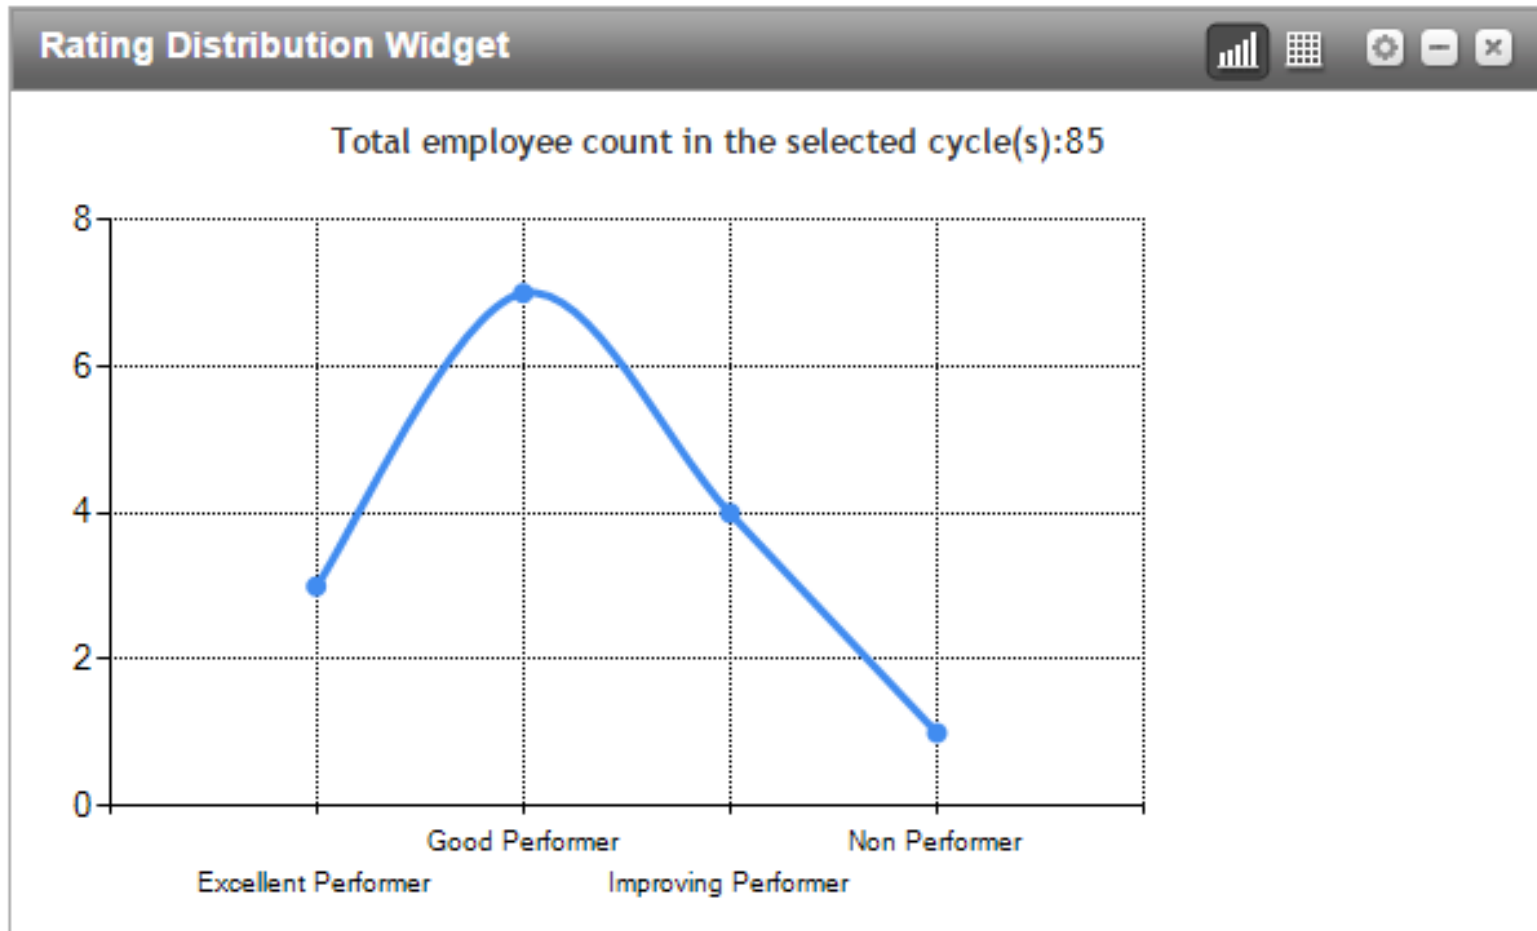 Rating Distribution Widget
Total employee count in the selected cycle(s):85
8
6
4
2
0
Good Performer Non Performer
Excellent Performer Improving Performer